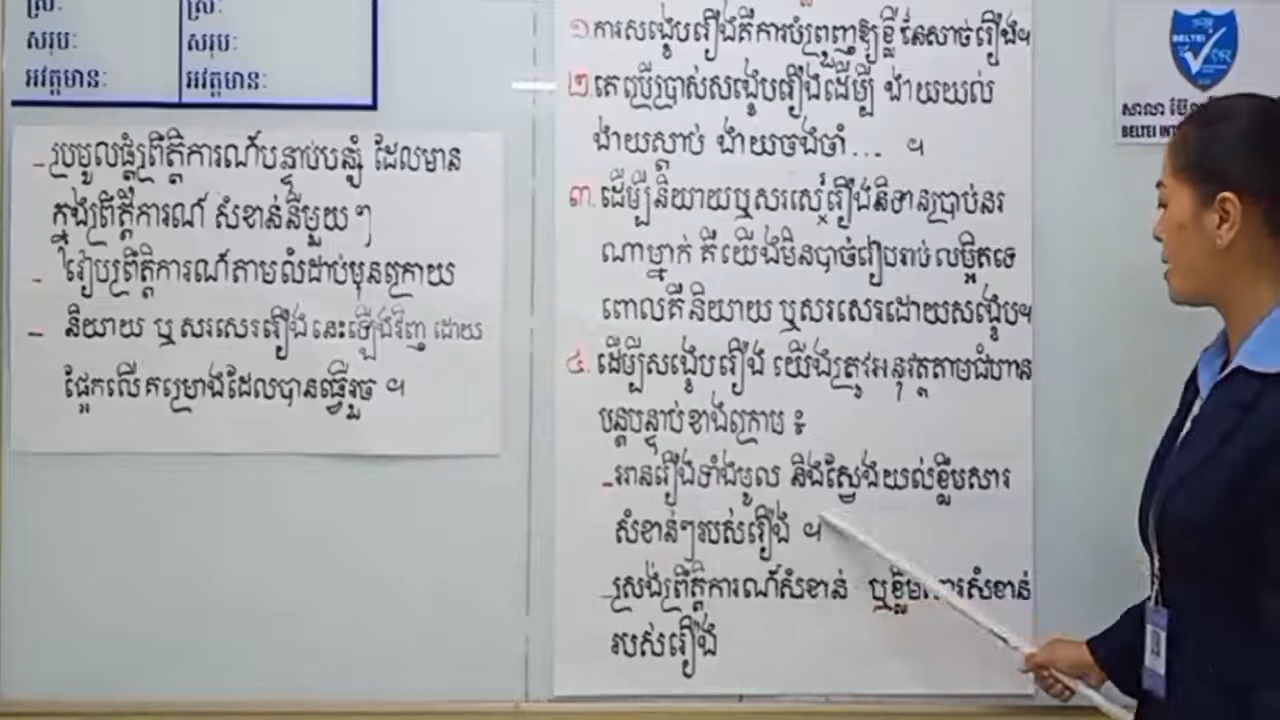 ស្រី:
ស្រី:
សរុប:
សរុប:
អវត្តមាន:
អវត្តមាន:
-ប្រមូលផ្តុំព្រឹត្តិការណ៍បន្ទាប់បន្សំ ដែលមាន
ក្នុងព្រឹត្តិការណ៍ សំខាន់នីមួយៗ
- រៀបព្រឹត្តិការណ៍តាមលំដាប់មុនក្រោយ
- និយាយ ឬ សរសេររឿង នេះឡើងវិញ ដោយ
ផ្អែកលើគម្រោងដែលបានធ្វើរួច ។
១.ការសង្ខេបរឿងគឺការបំព្រួញឱ្យខ្លី នៃសាច់រឿង។
២.គេប្រើប្រាស់សង្ខេបរឿងដើម្បី ងាយយល់
ងាយស្តាប់ ងាយចងចាំ... ។
៣.ដើម្បីនិយាយឬសរសេររឿងនិទានប្រាប់នរ
ណាម្នាក់ គឺយើងមិនបាច់រៀបរាប់លម្អិតទេ
ពោលគឺ និយាយ ឬសរសេរដោយសង្ខេប។
៤. ដើម្បីសង្ខេបរឿង យើងត្រូវអនុវត្តតាមជំហាន
បន្តបន្ទាប់ខាងក្រោម ៖
-អានរឿងទាំងមូល និងស្វែងយល់ខ្លឹមសារ
សំខាន់ៗរបស់រឿង ។
-ស្រង់ព្រឹត្តិការណ៍សំខាន់ ឬខ្លឹមសារសំខាន់
របស់រឿង
BELTEI
សាលា ប៊ែល
BELTEI INT